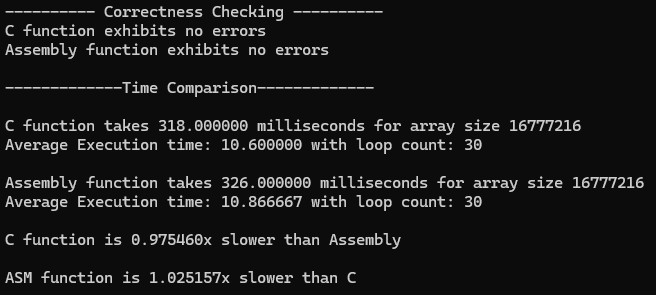 ---------- Correctness Checking ----------
C function exhibits no errors
Assembly function exhibits no errors
-------------Time Comparison-------------
C function takes 318.000000 milliseconds for array size 16777216
Average Execution time: 10.600000 with loop count: 30
Assembly function takes 326.000000 milliseconds for array size 16777216
Average Execution time: 10.866667 with loop count: 30
C function is 0.975460x slower than Assembly
ASM function is 1.025157x slower than C